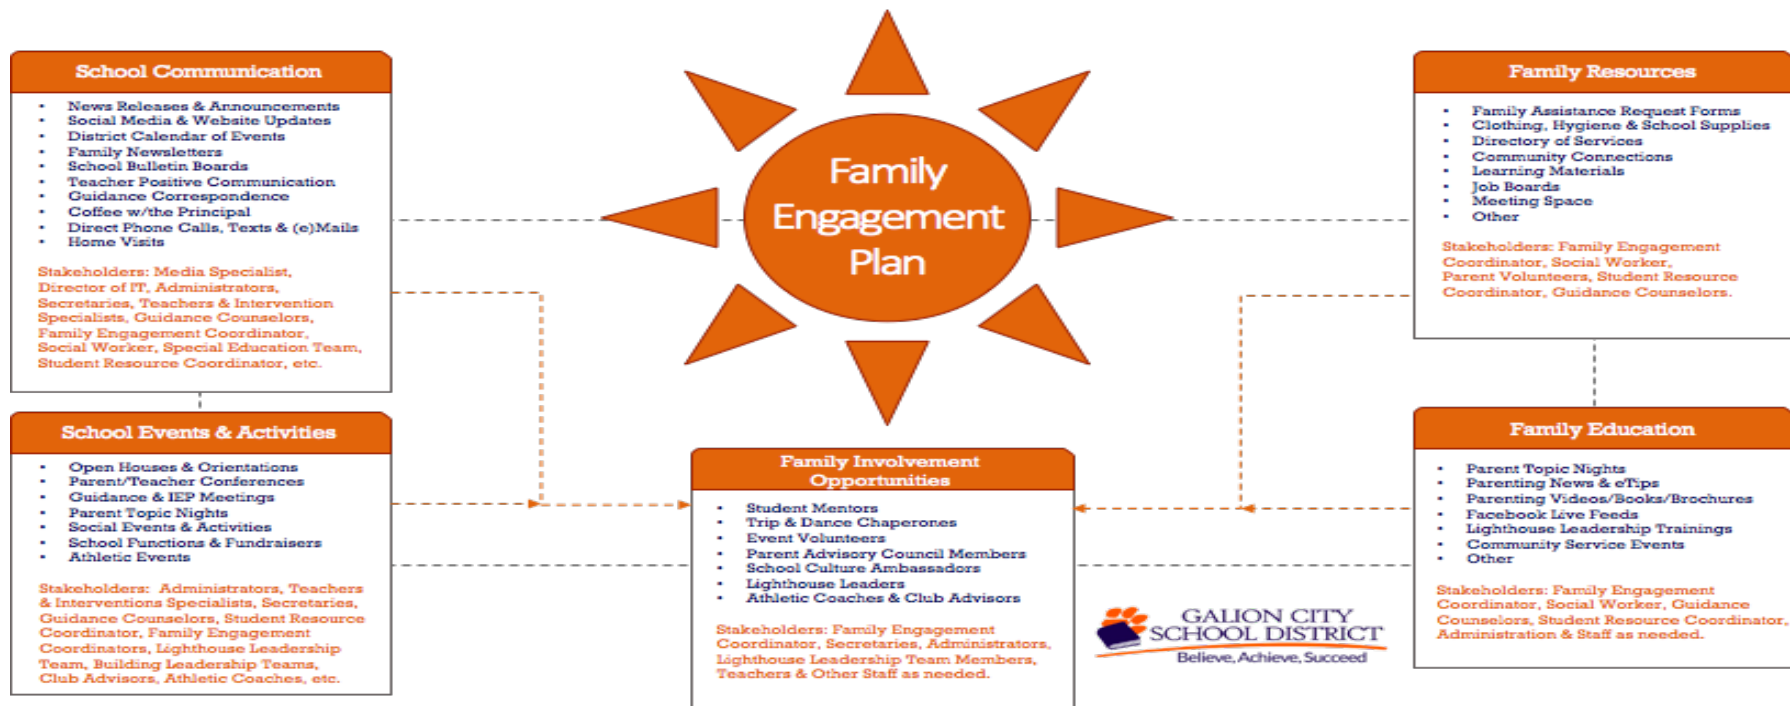 School Communication
• News Releases & Announcements
• Social Media & Website Updates
• District Calendar of Events
• Family Newsletters
• School Bulletin Boards
• Teacher Positive Communication
• Guidance Correspondence
• Coffee w/the Principal
• Direct Phone Calls, Texts & (e)Mails
• Home Visits
Stakeholders: Media Specialist,
Director of IT, Administrators,
Secretaries, Teachers & Intervention
Specialists, Guidance Counselors,
Family Engagement Coordinator,
Social Worker, Special Education Team,
Student Resource Coordinator, etc.
School Events & Activities
• Open Houses & Orientations
• Parent/Teacher Conferences
• Guidance & IEP Meetings
• Parent Topic Nights
• Social Events & Activities
• School Functions & Fundraisers
• Athletic Events
Stakeholders: Administrators, Teachers
& Interventions Specialists, Secretaries,
Guidance Counselors, Student Resource
Coordinator, Family Engagement
Coordinators, Lighthouse Leadership
Team, Building Leadership Teams,
Club Advisors, Athletic Coaches, etc.
Family
Engagement
Plan
Family Involvement
Opportunities
• Student Mentors
• Trip & Dance Chaperones
• Event Volunteers
• Parent Advisory Council Members
• School Culture Ambassadors
• Lighthouse Leaders
• Athletic Coaches & Club Advisors
Stakeholders: Family Engagement
Coordinator, Secretaries, Administrators,
Lighthouse Leadership Team Members,
Teachers & Other Staff as needed.
GALION CITY
SCHOOL DISTRICT
Believe, Achieve, Succeed
Family Resources
• Family Assistance Request Forms
• Clothing, Hygiene & School Supplies
• Directory of Services
• Community Connections
• Learning Materials
• Job Boards
• Meeting Space
• Other
Stakeholders: Family Engagement
Coordinator, Social Worker,
Parent Volunteers, Student Resource
Coordinator, Guidance Counselors.
Family Education
• Parent Topic Nights
• Parenting News & eTips
• Parenting Videos/Books/Brochures
• Facebook Live Feeds
• Lighthouse Leadership Trainings
• Community Service Events
• Other
Stakeholders: Family Engagement
Coordinator, Social Worker, Guidance
Counselors, Student Resource Coordinator,
Administration & Staff as needed.